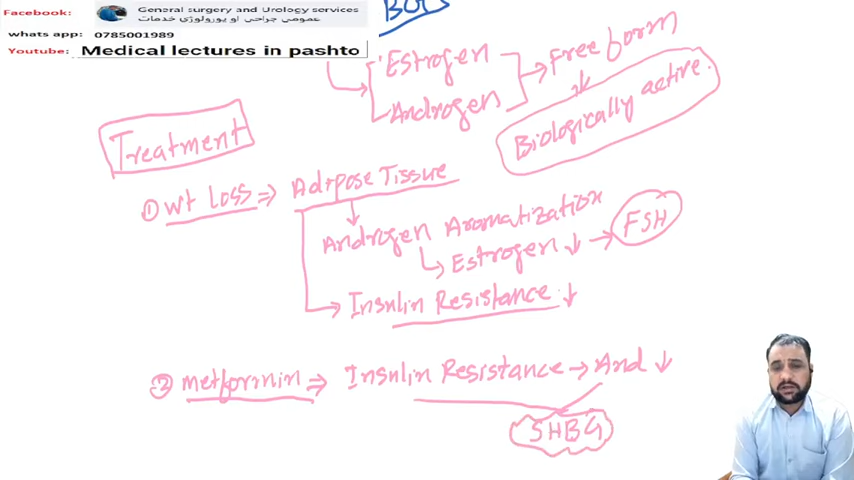 Facebook: General surgery and Urology services
عمومي جراحي او یورولوژي خدمات
whats app: 0785001989
Youtube: Medical lectures in pashto
Estrogen
Androgen
Free form
Biologically active.
Treatment
① wt loss ⇒ Adipose Tissue
Androgen Aromatization
Estrogen ↓ → FSH
Insulin Resistance ↓
② metformin ⇒ Insulin Resistance → And ↓
SHBG